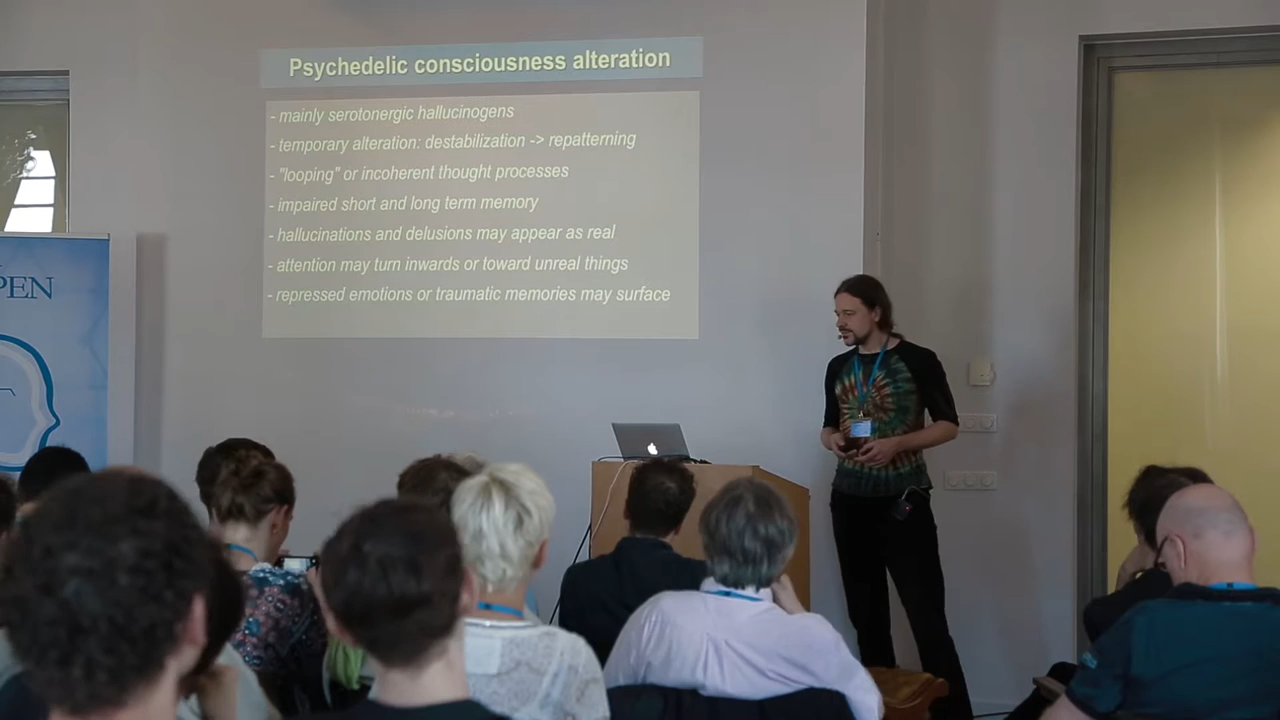 Psychedelic consciousness alteration
- mainly serotonergic hallucinogens
- temporary alteration: destabilization -> repatterning
- "looping" or incoherent thought processes
- impaired short and long term memory
- hallucinations and delusions may appear as real
- attention may turn inwards or toward unreal things
- repressed emotions or traumatic memories may surface
PEN